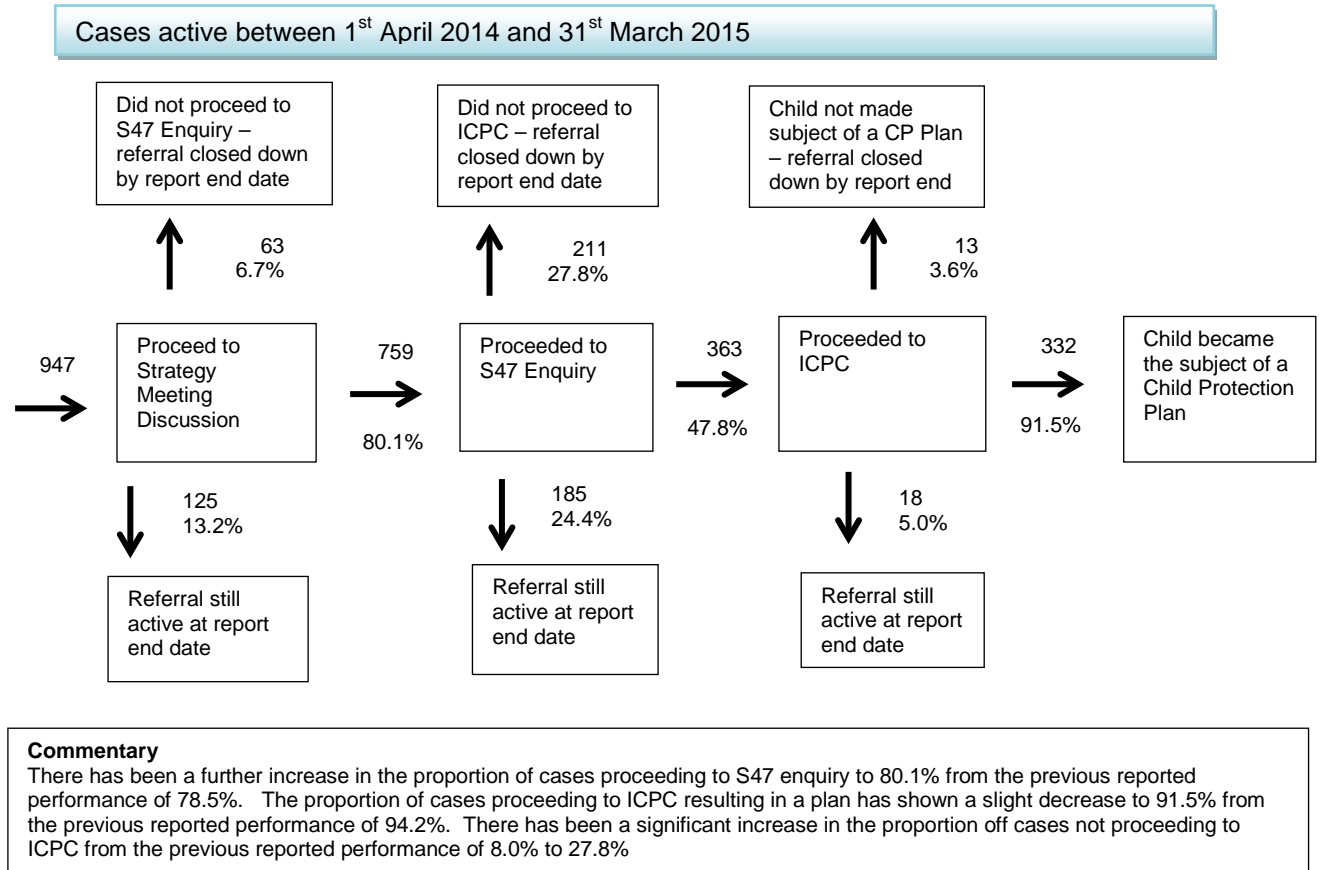 Cases active between 1st April 2014 and 31st March 2015
Did not proceed to
S47 Enquiry –
referral closed down
by report end date
Did not proceed to
ICPC – referral
closed down by
report end date
Child not made
subject of a CP Plan
– referral closed
down by report end
63
6.7%
211
27.8%
13
3.6%
947
Proceed to
Strategy
Meeting
Discussion
759
80.1%
Proceeded to
S47 Enquiry
363
47.8%
Proceeded to
ICPC
332
91.5%
Child became
the subject of a
Child Protection
Plan
125
13.2%
185
24.4%
18
5.0%
Referral still
active at report
end date
Referral still
active at report
end date
Referral still
active at report
end date
Commentary
There has been a further increase in the proportion of cases proceeding to S47 enquiry to 80.1% from the previous reported
performance of 78.5%. The proportion of cases proceeding to ICPC resulting in a plan has shown a slight decrease to 91.5% from
the previous reported performance of 94.2%. There has been a significant increase in the proportion off cases not proceeding to
ICPC from the previous reported performance of 8.0% to 27.8%